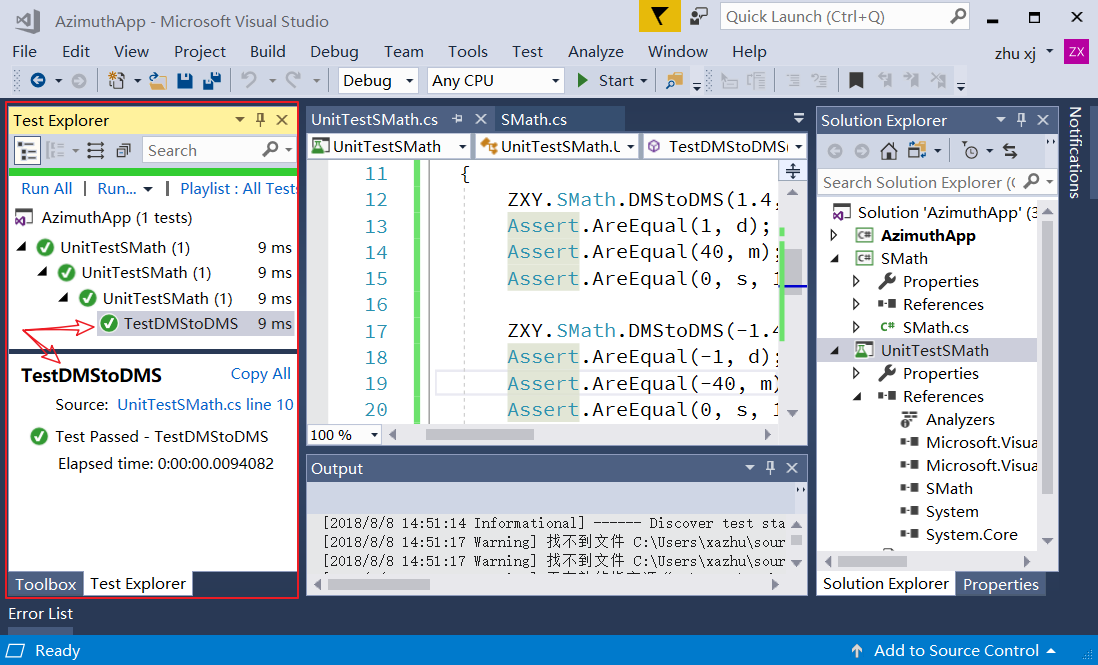 AzimuthApp - Microsoft Visual Studio
Quick Launch (Ctrl+Q)
File Edit View Project Build Debug Team Tools Test Analyze Window Help
zhu xj ZX
Debug Any CPU Start
Test Explorer
Search
Run All | Run... | Playlist : All Tests
AzimuthApp (1 tests)
UnitTestSMath (1) 9 ms
UnitTestSMath (1) 9 ms
UnitTestSMath (1) 9 ms
TestDMStoDMS 9 ms
TestDMStoDMS Copy All
Source: UnitTestSMath.cs line 10
Test Passed - TestDMStoDMS
Elapsed time: 0:00:00.0094082
Toolbox Test Explorer
UnitTestSMath.cs SMath.cs
UnitTestSMath UnitTestSMath.U TestDMStoDMS(
11 {
12 ZXY.SMath.DMStoDMS(1.4,
13 Assert.AreEqual(1, d);
14 Assert.AreEqual(40, m);
15 Assert.AreEqual(0, s, 1
16
17 ZXY.SMath.DMStoDMS(-1.4
18 Assert.AreEqual(-1, d);
19 Assert.AreEqual(-40, m)
20 Assert.AreEqual(0, s, 1
100 %
Output
[2018/8/8 14:51:14 Informational] ------ Discover test sta
[2018/8/8 14:51:17 Warning] 找不到文件 C:\Users\xazhu\sour
[2018/8/8 14:51:17 Warning] 找不到文件 C:\Users\xazhu\sour
Solution Explorer
Search Solution Explorer (
Solution 'AzimuthApp' (3
C# AzimuthApp
C# SMath
Properties
References
C# SMath.cs
UnitTestSMath
Properties
References
Analyzers
Microsoft.Visua
Microsoft.Visua
SMath
System
System.Core
Solution Explorer Properties
Notifications
Error List
Ready
Add to Source Control